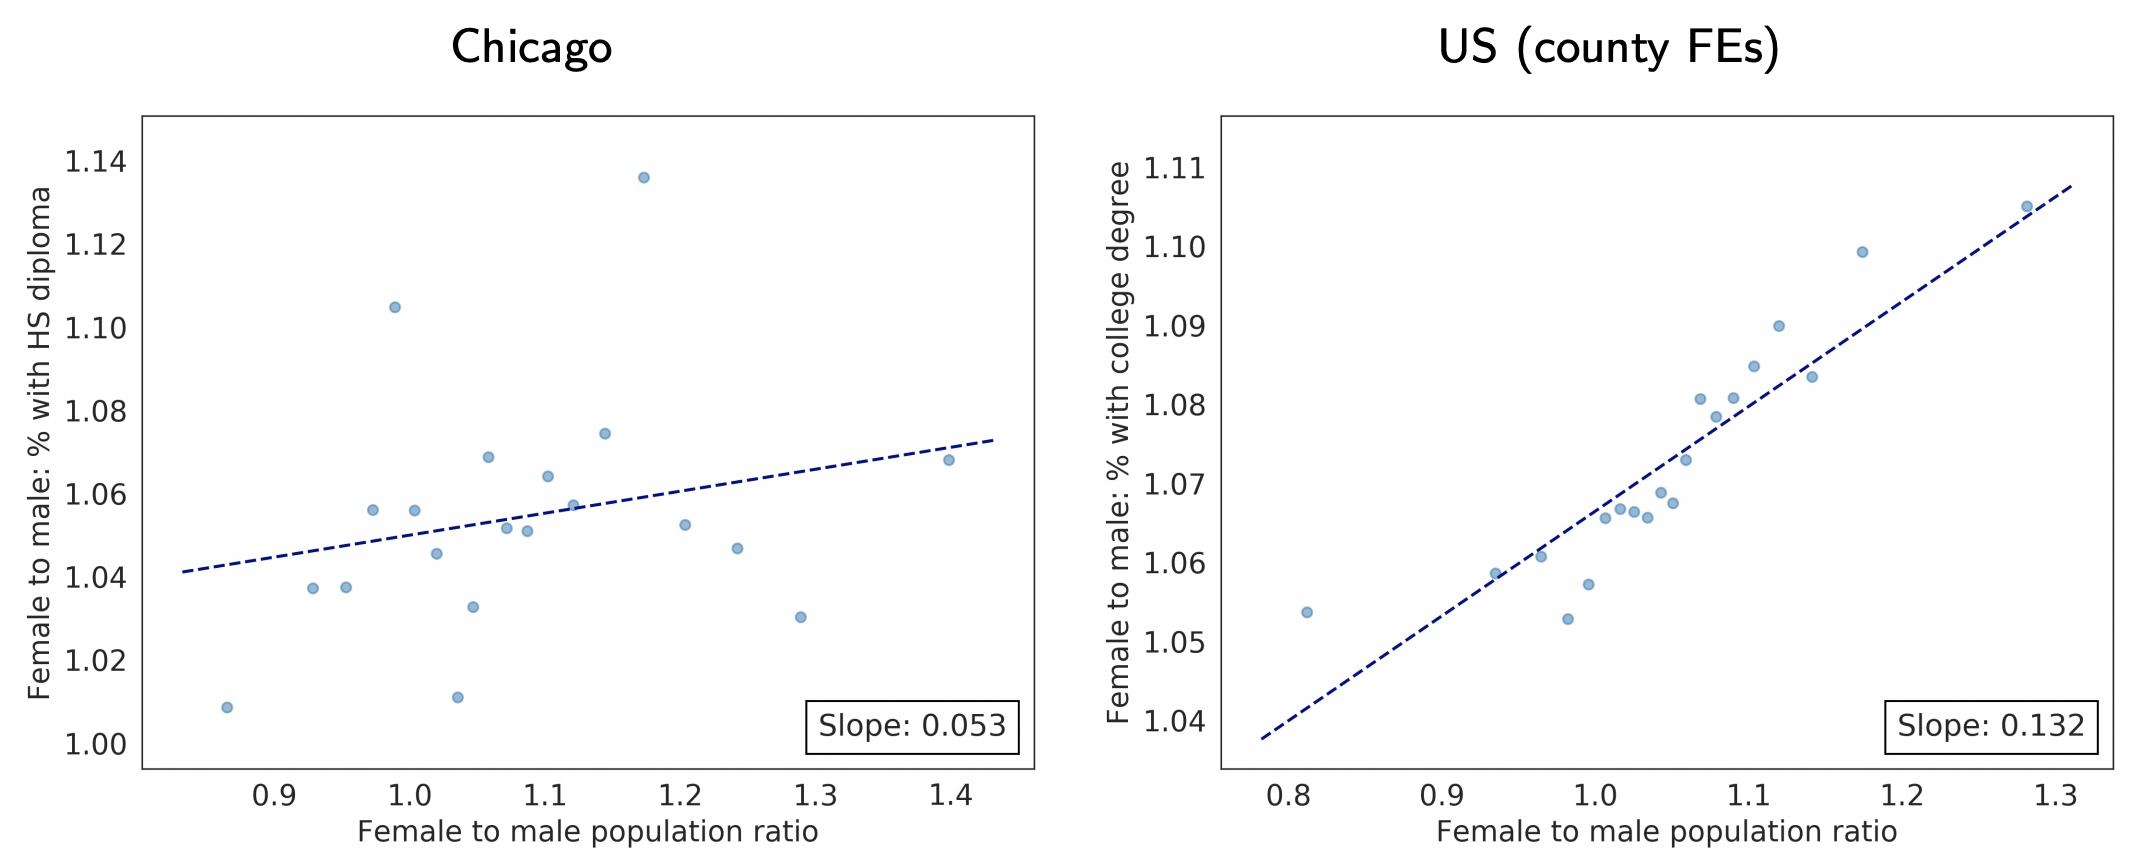 Chicago
Female to male: % with HS diploma
1.14
1.12
1.10
1.08
1.06
1.04
1.02
1.00
Slope: 0.053
0.9 1.0 1.1 1.2 1.3 1.4
Female to male population ratio
US (county FEs)
Female to male: % with college degree
1.11
1.10
1.09
1.08
1.07
1.06
1.05
1.04
Slope: 0.132
0.8 0.9 1.0 1.1 1.2 1.3
Female to male population ratio